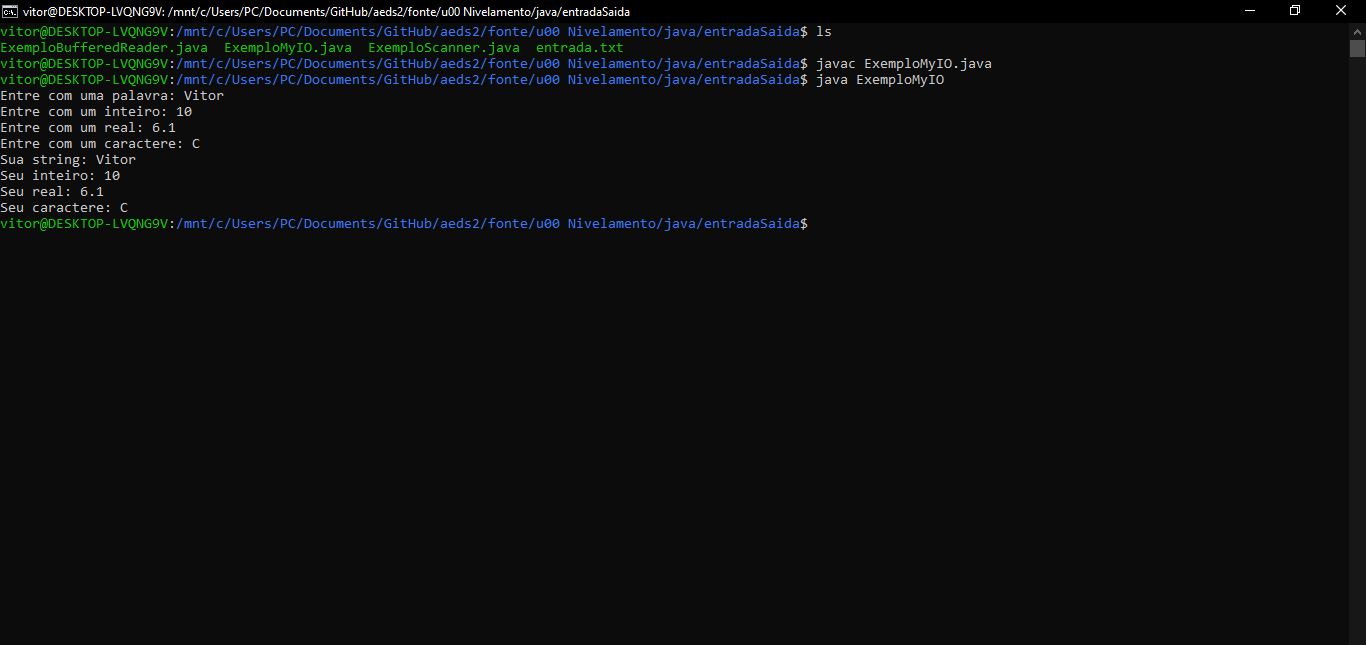 vitor@DESKTOP-LVQNG9V: /mnt/c/Users/PC/Documents/GitHub/aeds2/fonte/u00 Nivelamento/java/entradaSaida
vitor@DESKTOP-LVQNG9V:/mnt/c/Users/PC/Documents/GitHub/aeds2/fonte/u00 Nivelamento/java/entradaSaida$ ls
ExemploBufferedReader.java  ExemploMyIO.java  ExemploScanner.java  entrada.txt
vitor@DESKTOP-LVQNG9V:/mnt/c/Users/PC/Documents/GitHub/aeds2/fonte/u00 Nivelamento/java/entradaSaida$ javac ExemploMyIO.java
vitor@DESKTOP-LVQNG9V:/mnt/c/Users/PC/Documents/GitHub/aeds2/fonte/u00 Nivelamento/java/entradaSaida$ java ExemploMyIO
Entre com uma palavra: Vitor
Entre com um inteiro: 10
Entre com um real: 6.1
Entre com um caractere: C
Sua string: Vitor
Seu inteiro: 10
Seu real: 6.1
Seu caractere: C
vitor@DESKTOP-LVQNG9V:/mnt/c/Users/PC/Documents/GitHub/aeds2/fonte/u00 Nivelamento/java/entradaSaida$